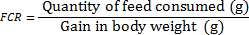 FCR = Quantity of feed consumed (g)
Gain in body weight (g)